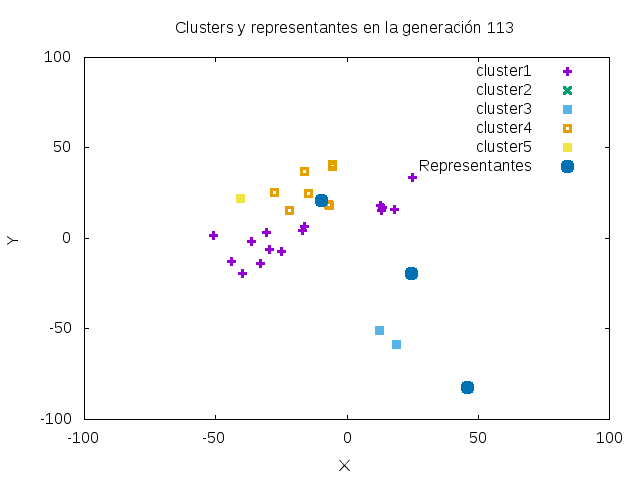 Clusters y representantes en la generación 113
100
50
0
-50
-100
-100
-50
0
50
100
Y
X
cluster1
cluster2
cluster3
cluster4
cluster5
Representantes